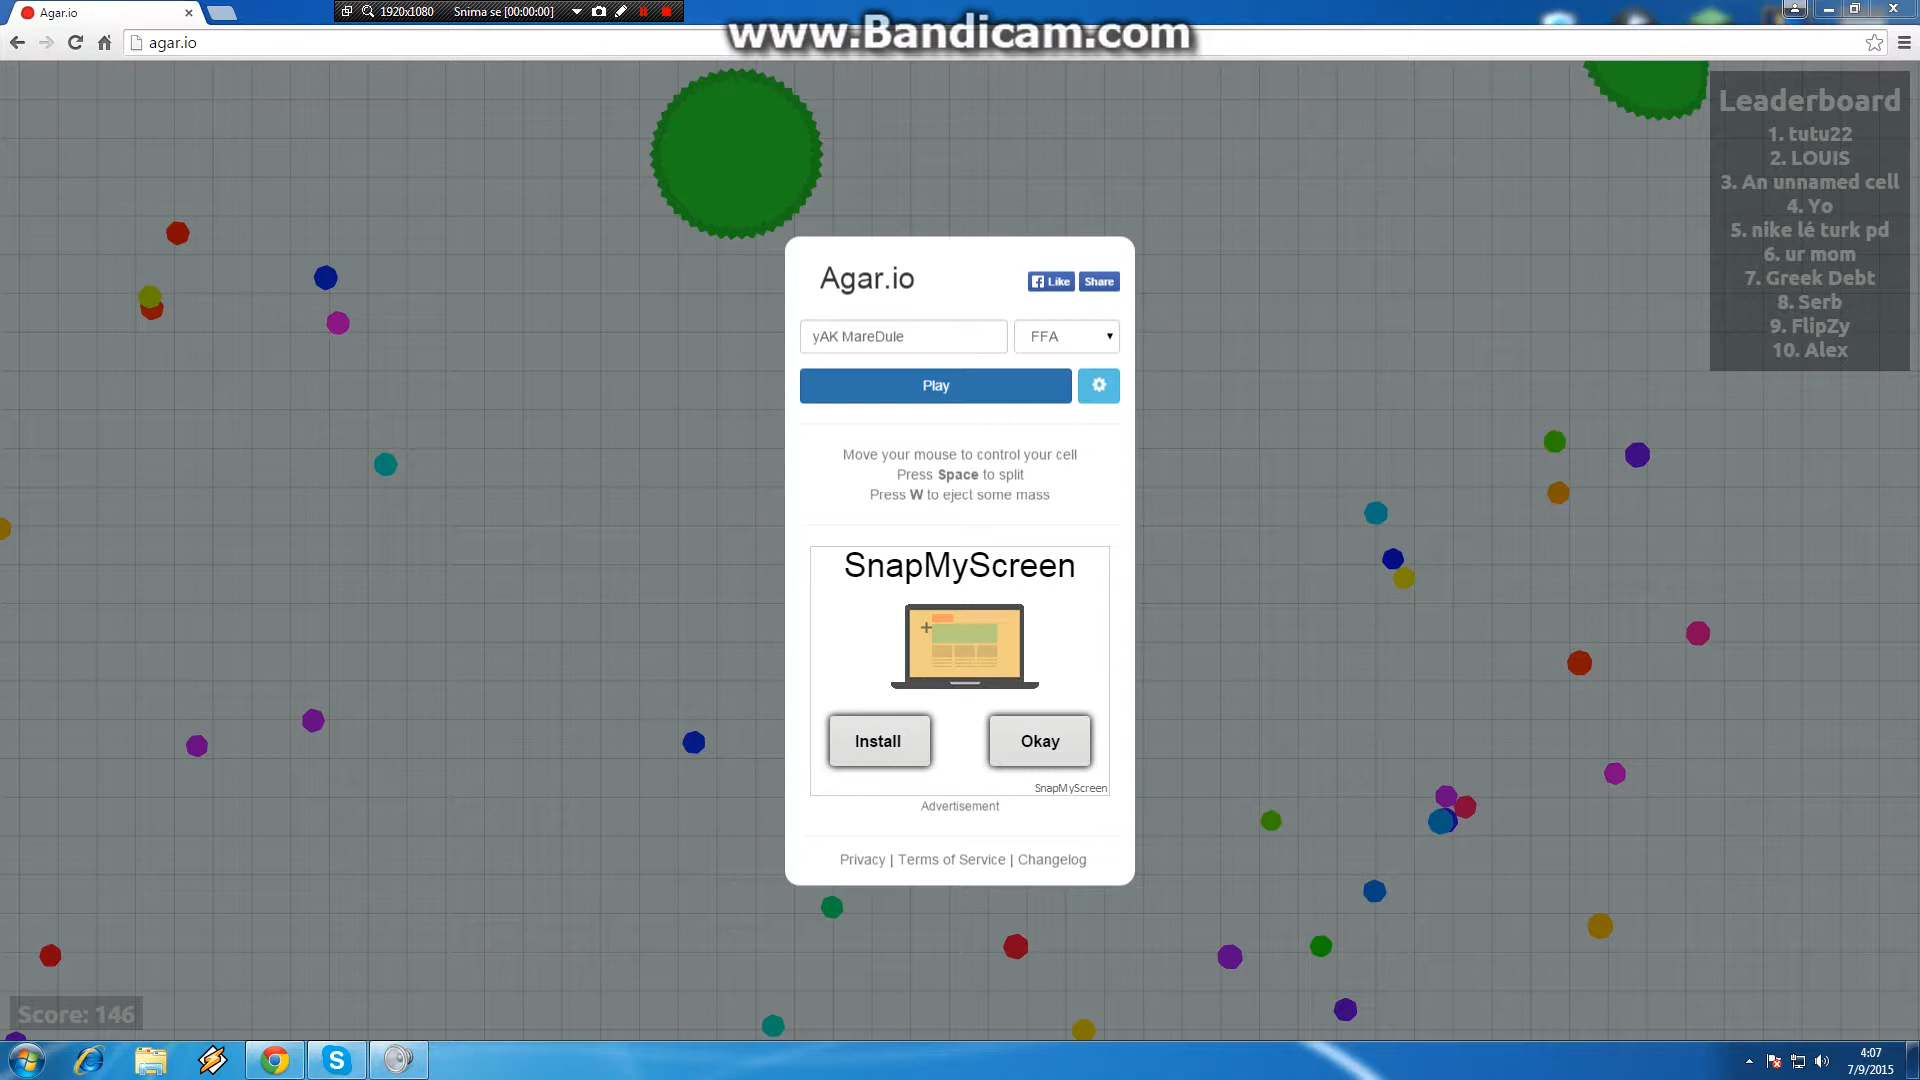 Agar.io
1920x1080
Snima se [00:00:00]
www.Bandicam.com
agar.io
Leaderboard
1. tutu22
2. LOUIS
3. An unnamed cell
4. Yo
5. nike lé turk pd
6. ur mom
7. Greek Debt
8. Serb
9. FlipZy
10. Alex
Agar.io
Like
Share
yAK MareDule
FFA
Play
Move your mouse to control your cell
Press Space to split
Press W to eject some mass
SnapMyScreen
Install
Okay
SnapMyScreen
Advertisement
Privacy | Terms of Service | Changelog
Score: 146
4:07
7/9/2015